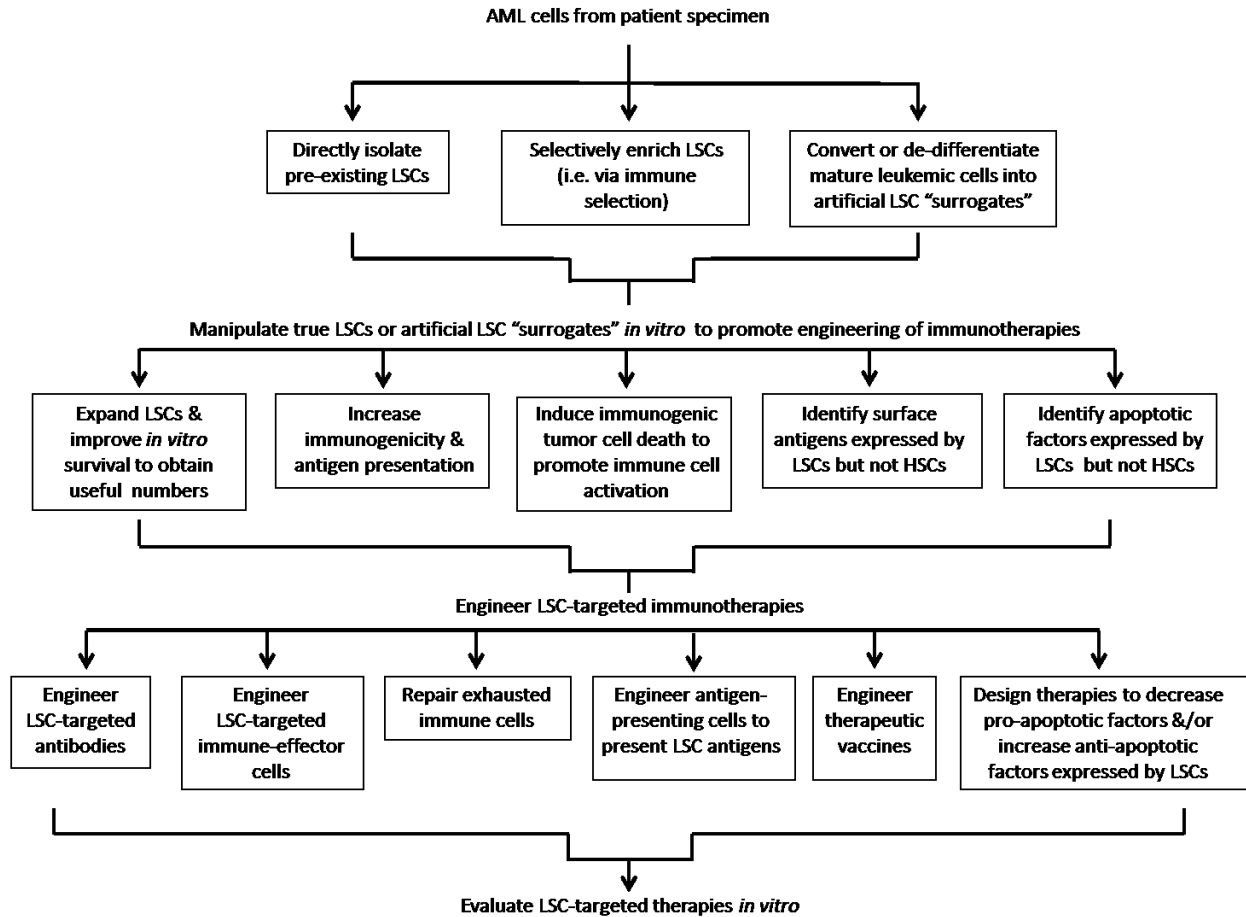 AML cells from patient specimen
Directly isolate
pre-existing LSCs
Selectively enrich LSCs
(i.e. via immune
selection)
Convert or de-differentiate
mature leukemic cells into
artificial LSC “surrogates”
Manipulate true LSCs or artificial LSC “surrogates” in vitro to promote engineering of immunotherapies
Expand LSCs &
improve in vitro
survival to obtain
useful numbers
Increase
immunogenicity &
antigen presentation
Induce immunogenic
tumor cell death to
promote immune cell
activation
Identify surface
antigens expressed by
LSCs but not HSCs
Identify apoptotic
factors expressed by
LSCs but not HSCs
Engineer LSC-targeted immunotherapies
Engineer
LSC-targeted
antibodies
Engineer
LSC-targeted
immune-effector
cells
Repair exhausted
immune cells
Engineer antigen-
presenting cells to
present LSC antigens
Engineer
therapeutic
vaccines
Design therapies to decrease
pro-apoptotic factors &/or
increase anti-apoptotic
factors expressed by LSCs
Evaluate LSC-targeted therapies in vitro